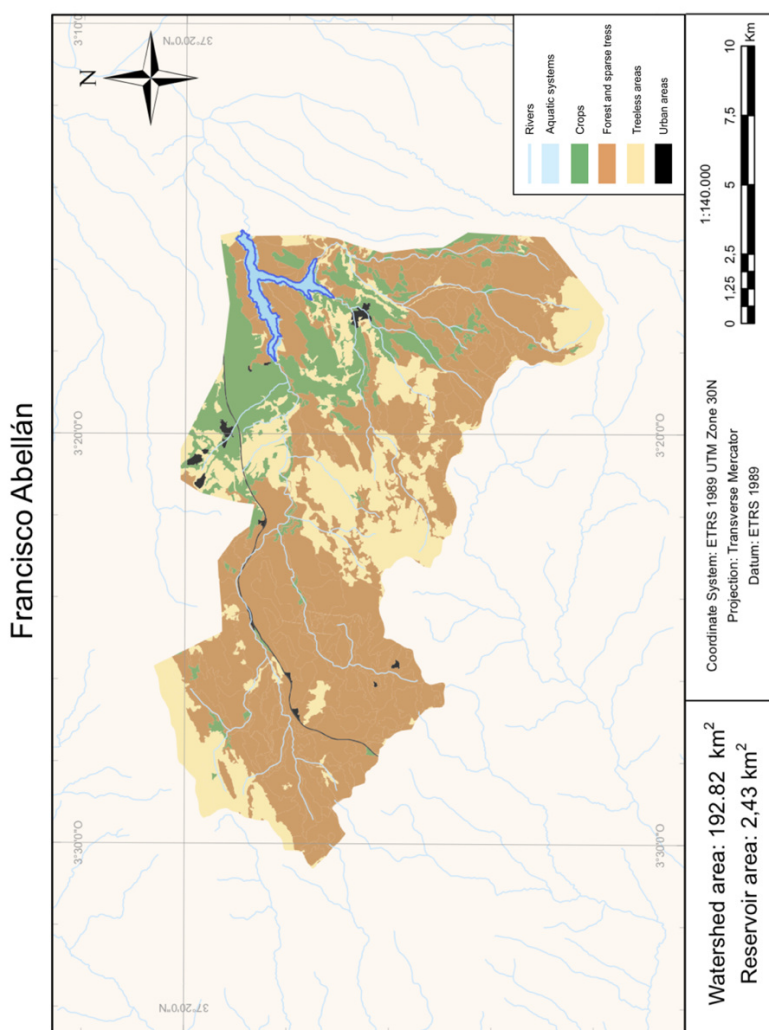 Francisco Abellán
3°10'
37°20'0"N
N
Rivers
Aquatic systems
Crops
Forest and sparse tress
Treeless areas
Urban areas
3°20'0"O
3°20'0"O
3°30'0"O
3°30'0"O
37°20'0"N
Watershed area: 192.82 km²
Reservoir area: 2,43 km²
Coordinate System: ETRS 1989 UTM Zone 30N
Projection: Transverse Mercator
Datum: ETRS 1989
1:140.000
0 1,25 2,5 5 7,5 10
Km